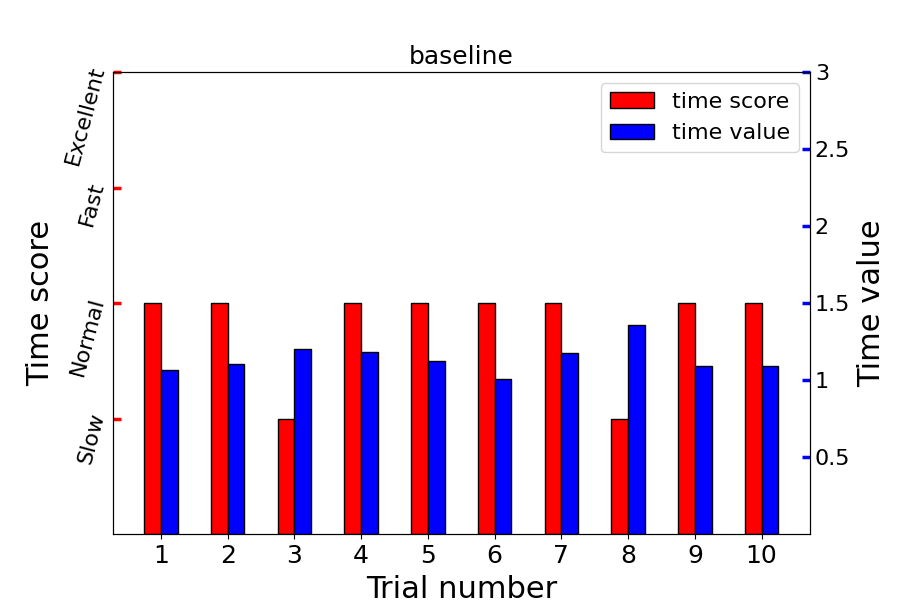 baseline
time score
time value
Time score
Excellent
Fast
Normal
Slow
3
2.5
2
1.5
1
0.5
Time value
1 2 3 4 5 6 7 8 9 10
Trial number